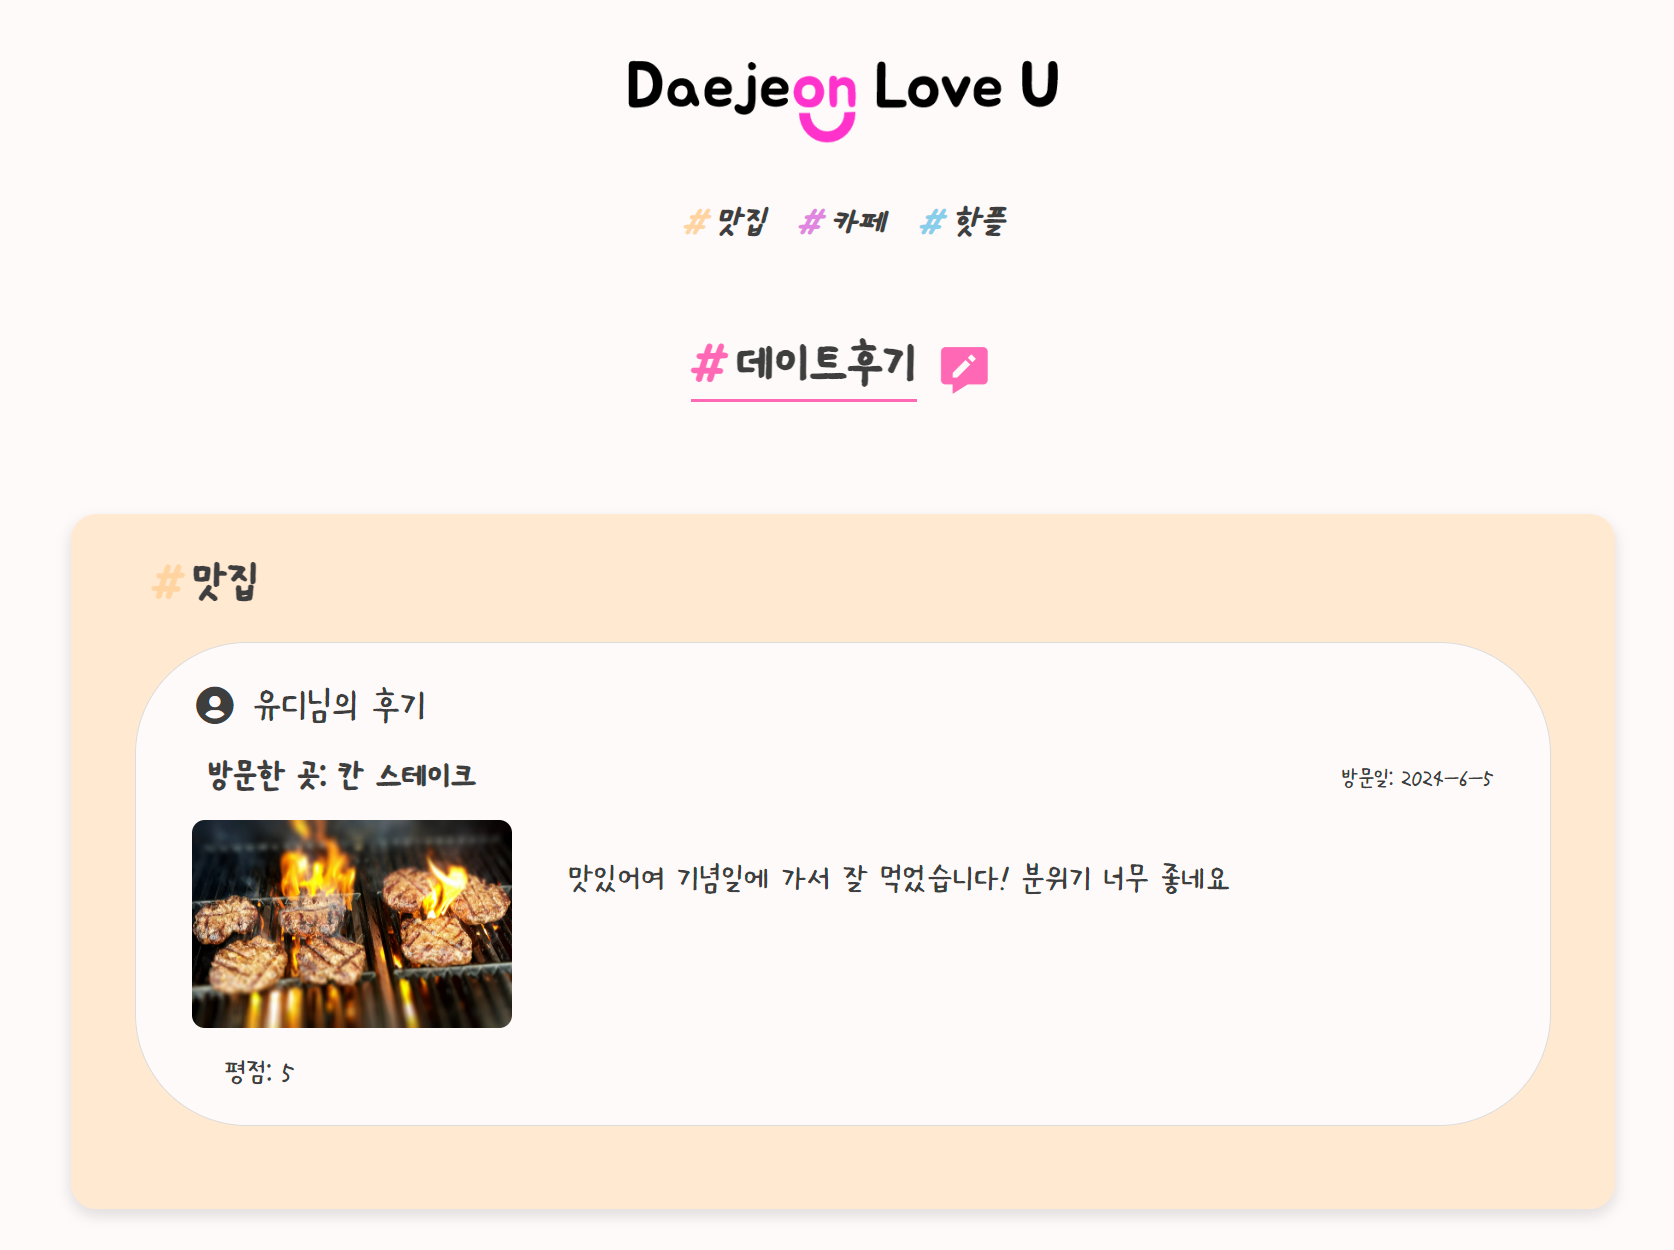 Daejeon Love U
# 맛집 # 카페 # 핫플
# 데이트후기
# 맛집
유디님의 후기
방문한 곳: 칸 스테이크
방문일: 2024-6-5
맛있어여 기념일에 가서 잘 먹었습니다! 분위기 너무 좋네요
평점: 5